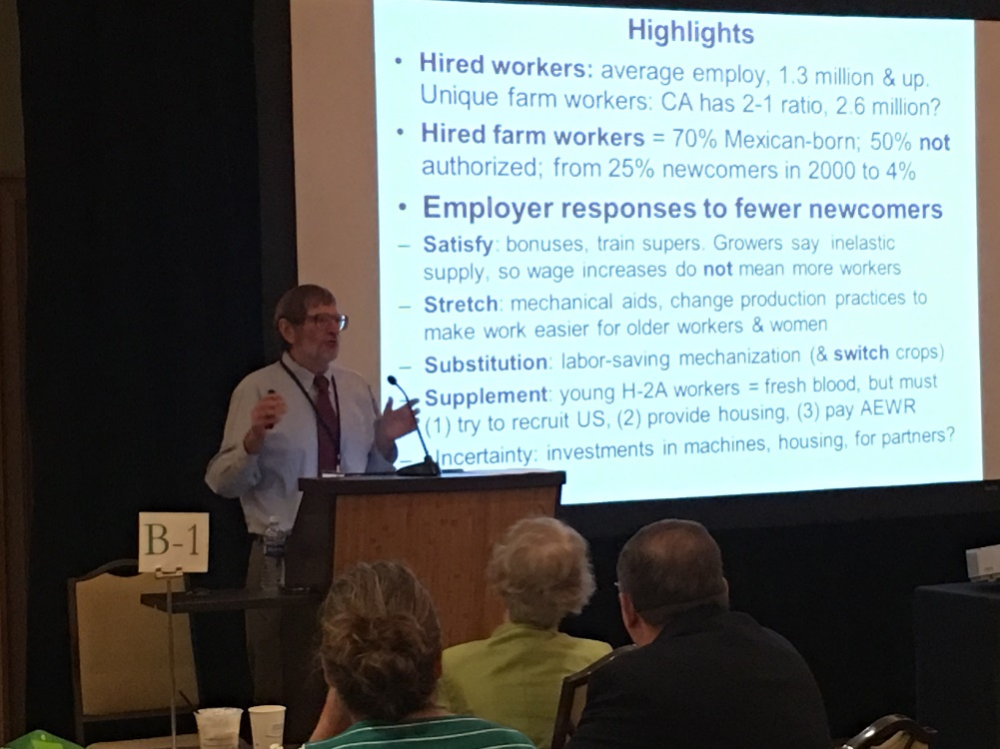 Highlights
• Hired workers: average employ, 1.3 million & up.
Unique farm workers: CA has 2-1 ratio, 2.6 million?
• Hired farm workers = 70% Mexican-born; 50% not
authorized; from 25% newcomers in 2000 to 4%
• Employer responses to fewer newcomers
– Satisfy: bonuses, train supers. Growers say inelastic
supply, so wage increases do not mean more workers
– Stretch: mechanical aids, change production practices to
make work easier for older workers & women
– Substitution: labor-saving mechanization (& switch crops)
– Supplement: young H-2A workers = fresh blood, but must
(1) try to recruit US, (2) provide housing, (3) pay AEWR
– Uncertainty: investments in machines, housing, for partners?
B-1